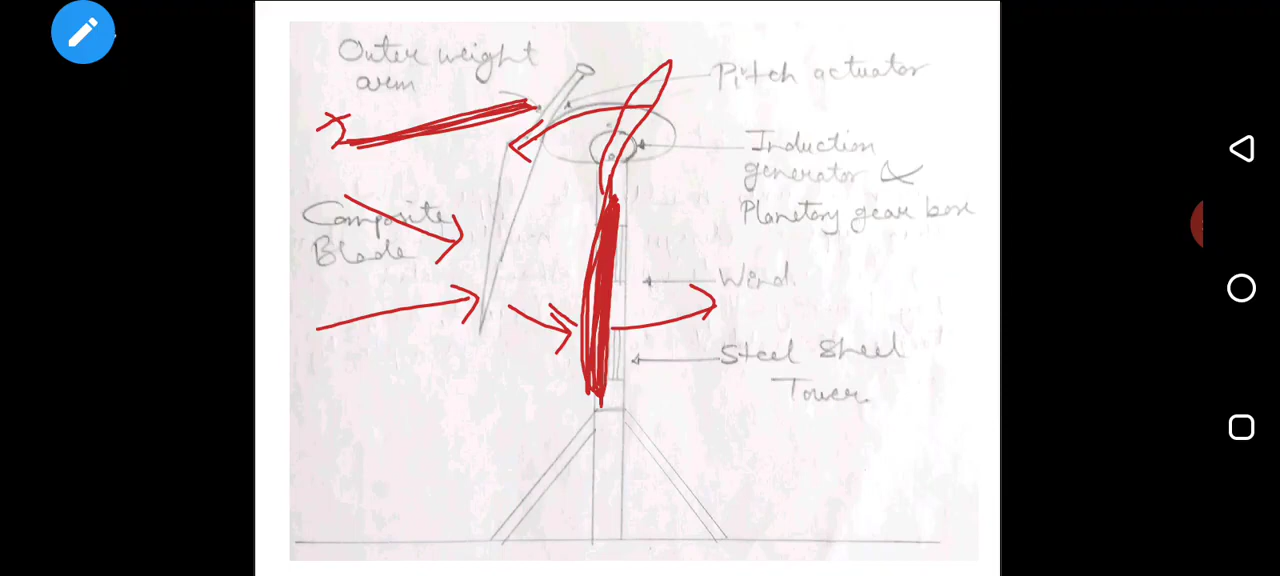 Outer weight
arm
Pitch actuator
Induction
generator &
Planetary gear box
Composite
Blade
Wind
Steel Sheel
Tower.